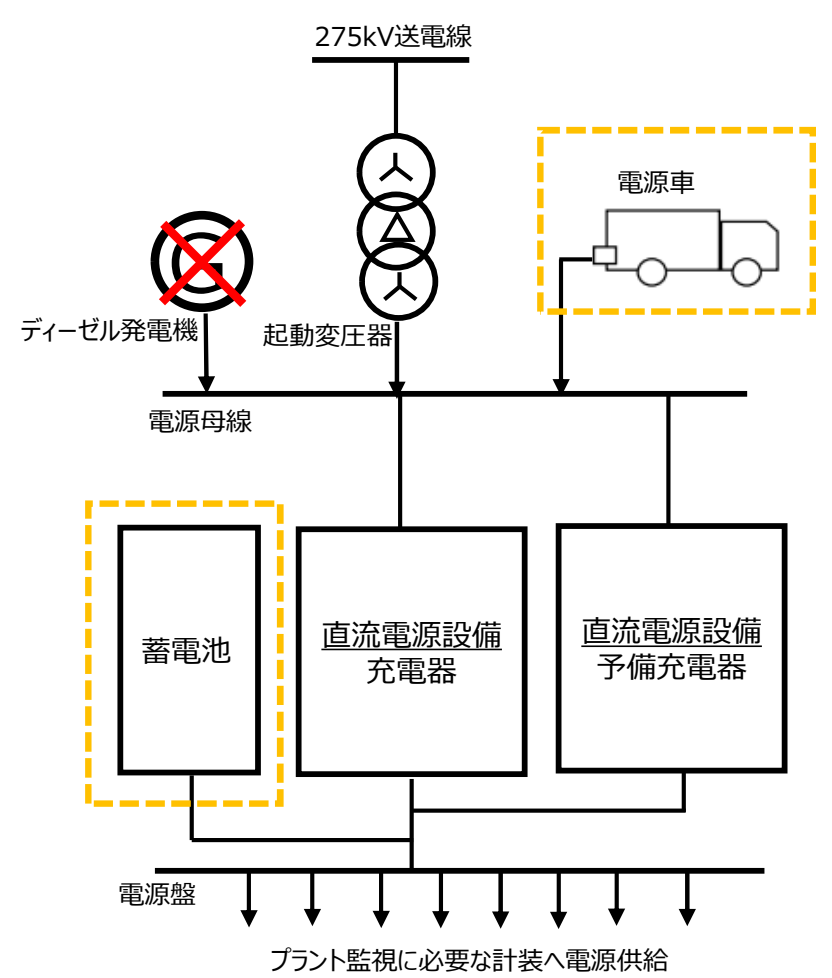 275kV送電線
電源車
ディーゼル発電機
起動変圧器
電源母線
蓄電池
直流電源設備
充電器
直流電源設備
予備充電器
電源盤
プラント監視に必要な計装へ電源供給